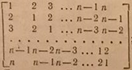 1 2 3 ... n-1 n
2 1 2 ... n-2 n-1
3 2 1 ... n-3 n-2
. . . . . . . . . .
n-1 n-2 n-3 ... 1 2
n n-1 n-2 ... 2 1